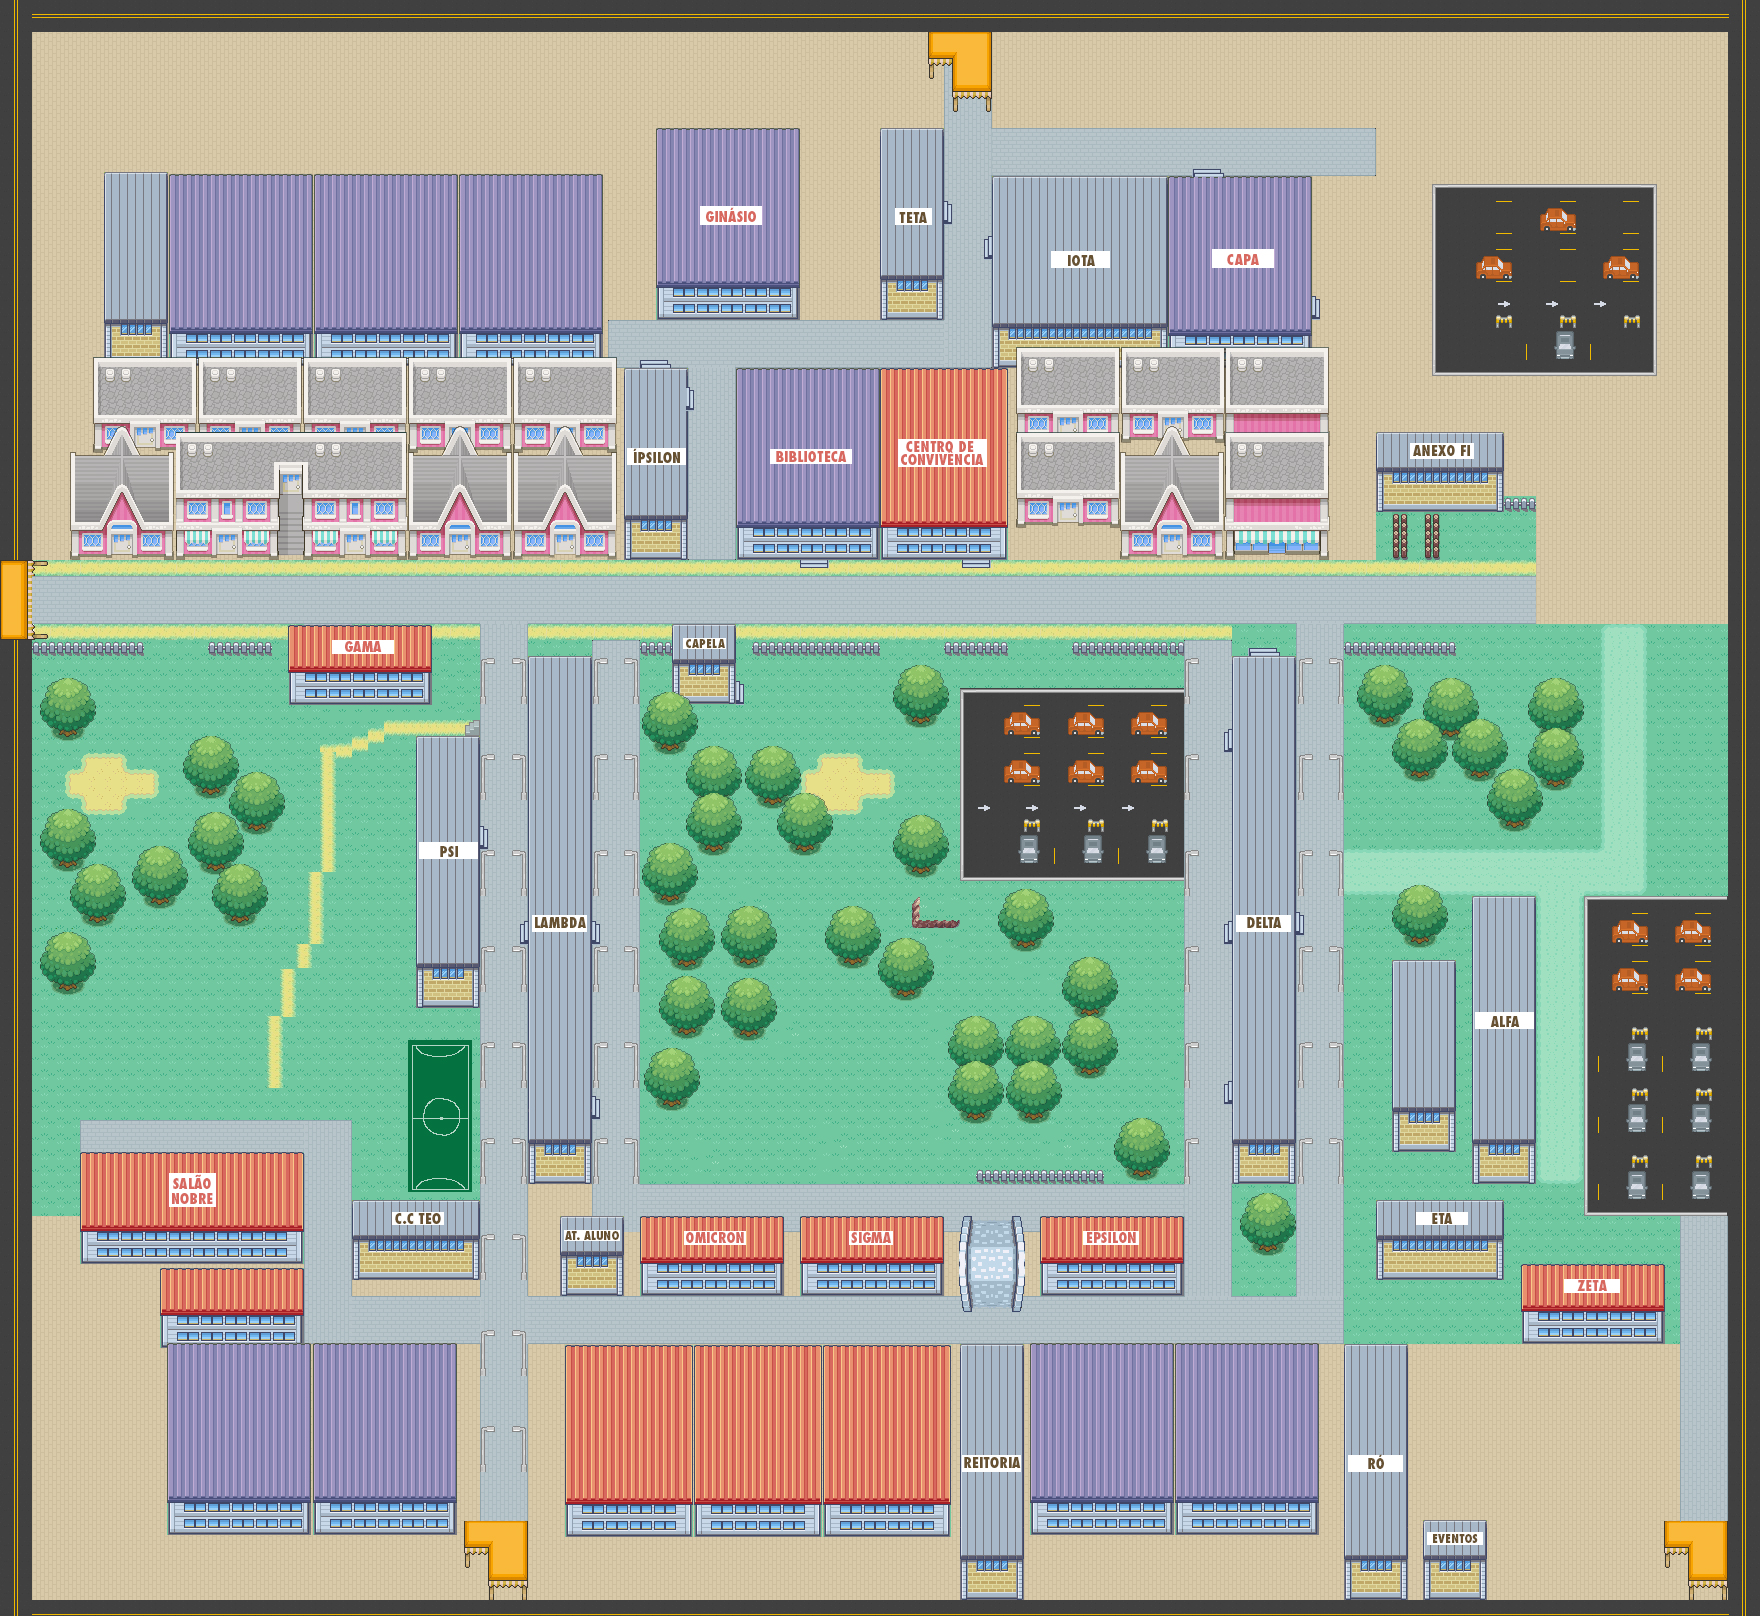 GINÁSIO
TETA
IOTA
CAPA
ÍPSILON
BIBLIOTECA
CENTRO DE
CONVIVENCIA
ANEXO FI
GAMA
CAPELA
PSI
LAMBDA
DELTA
ALFA
SALÃO
NOBRE
C.C TEO
AT. ALUNO
OMICRON
SIGMA
EPSILON
ETA
ZETA
REITORIA
RÓ
EVENTOS